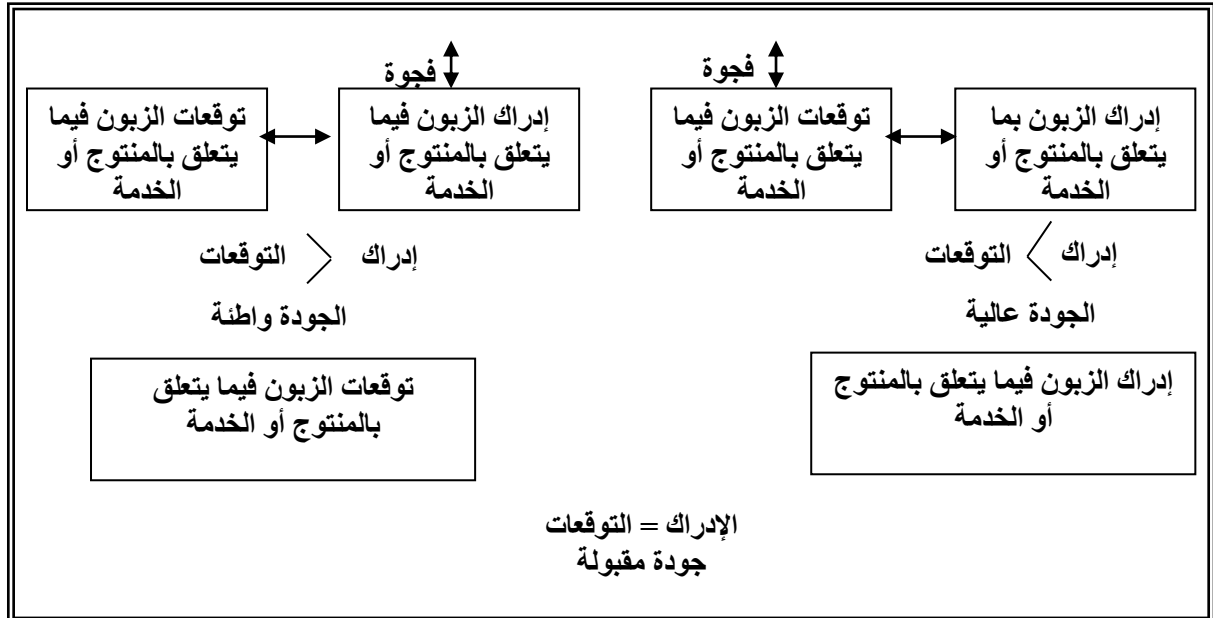 فجوة
إدراك الزبون بما
يتعلق بالمنتوج أو
الخدمة
توقعات الزبون فيما
يتعلق بالمنتوج أو
الخدمة
إدراك > التوقعات
الجودة عالية
فجوة
إدراك الزبون فيما
يتعلق بالمنتوج أو
الخدمة
توقعات الزبون فيما
يتعلق بالمنتوج أو
الخدمة
إدراك < التوقعات
الجودة واطئة
إدراك الزبون فيما يتعلق بالمنتوج
أو الخدمة
توقعات الزبون فيما يتعلق
بالمنتوج أو الخدمة
الإدراك = التوقعات
جودة مقبولة